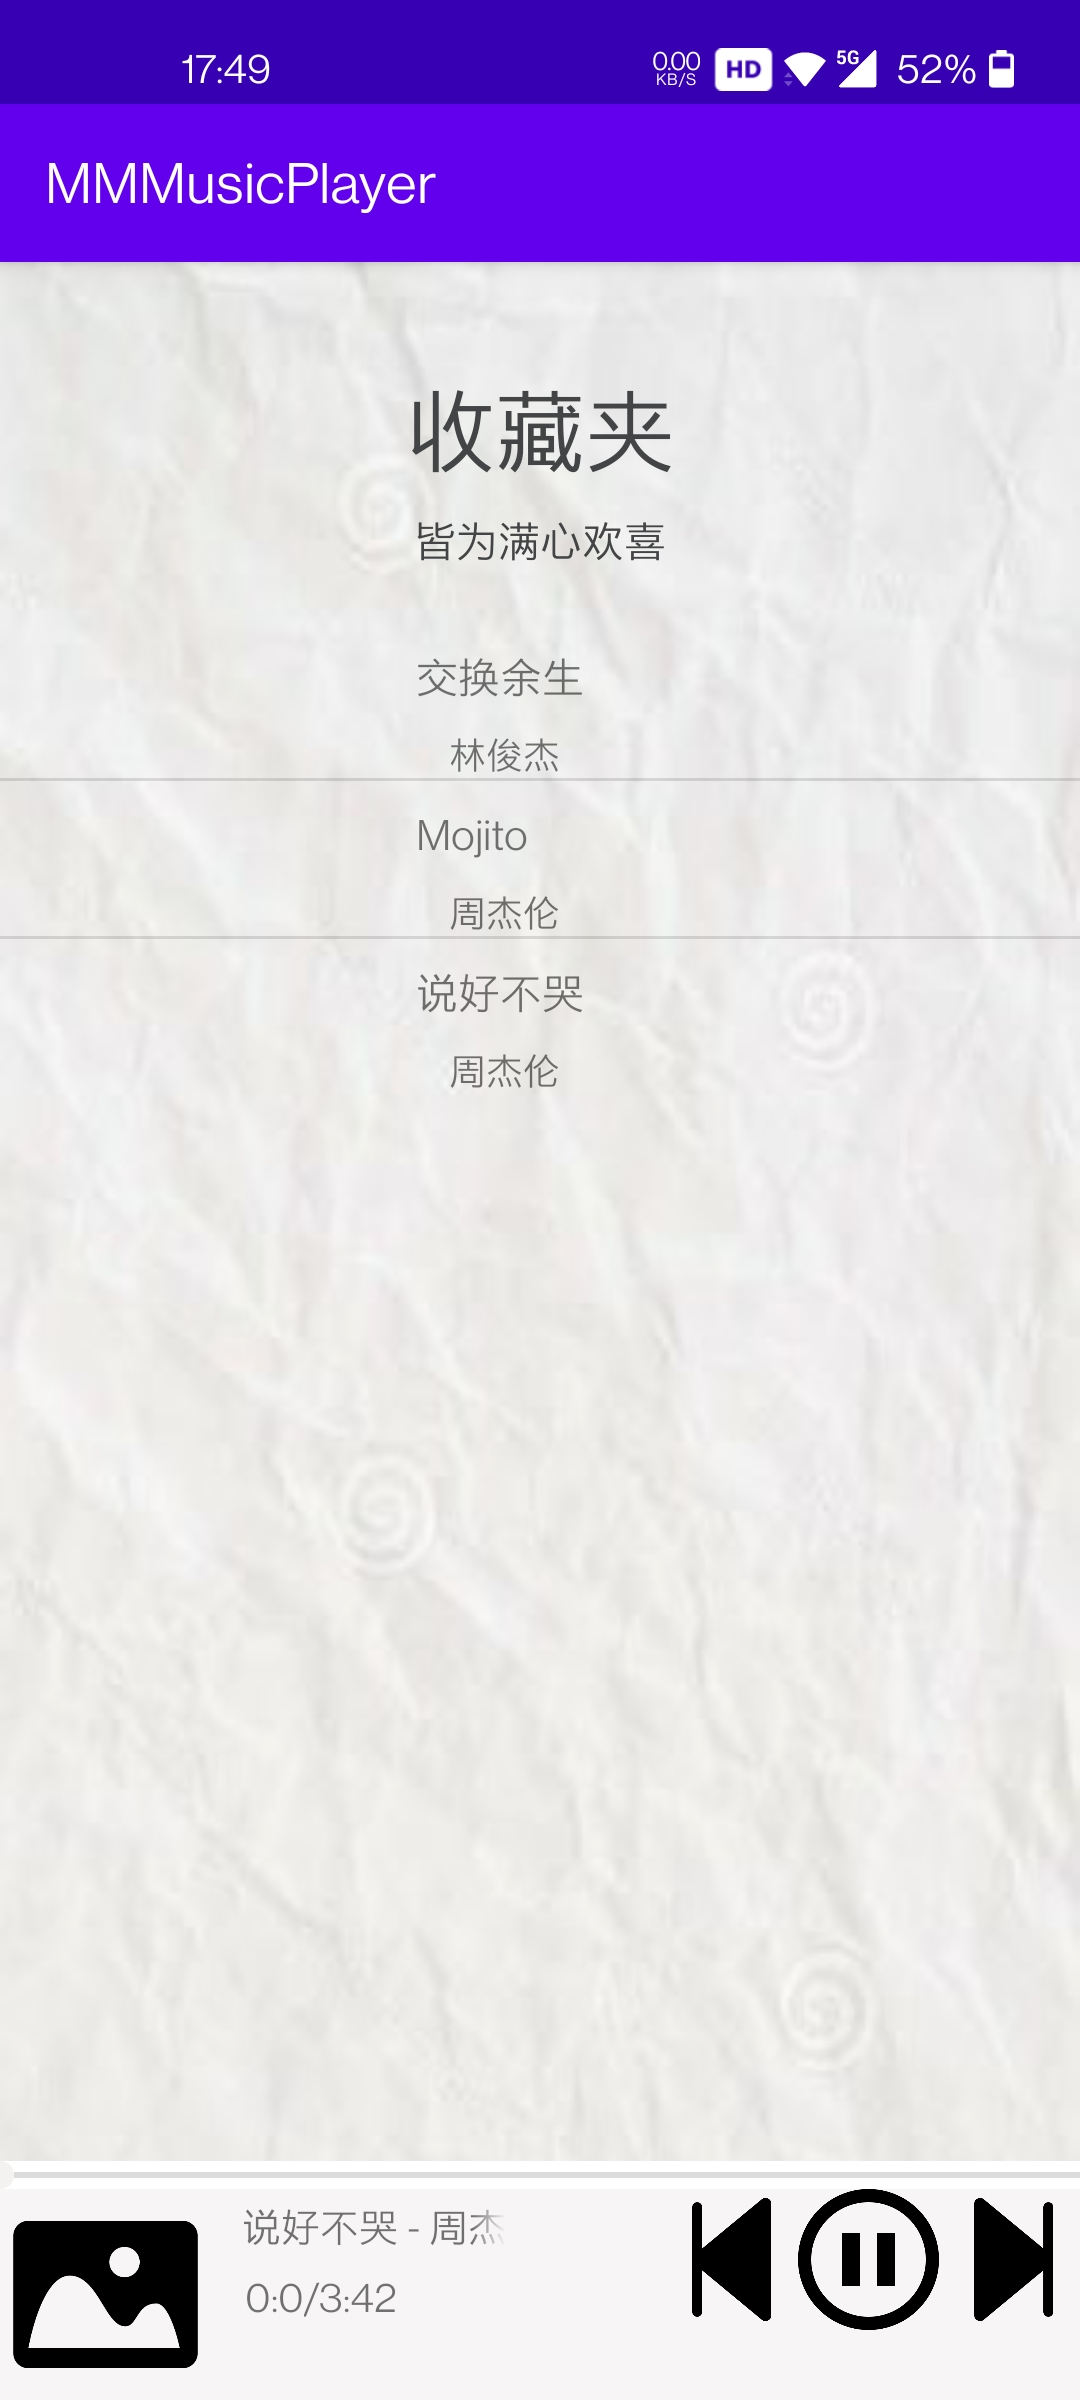 17:49 0.00 KB/S HD 5G 52%
MMMusicPlayer
收藏夹
皆为满心欢喜
交换余生
林俊杰
Mojito
周杰伦
说好不哭
周杰伦
说好不哭 - 周杰
0:0/3:42